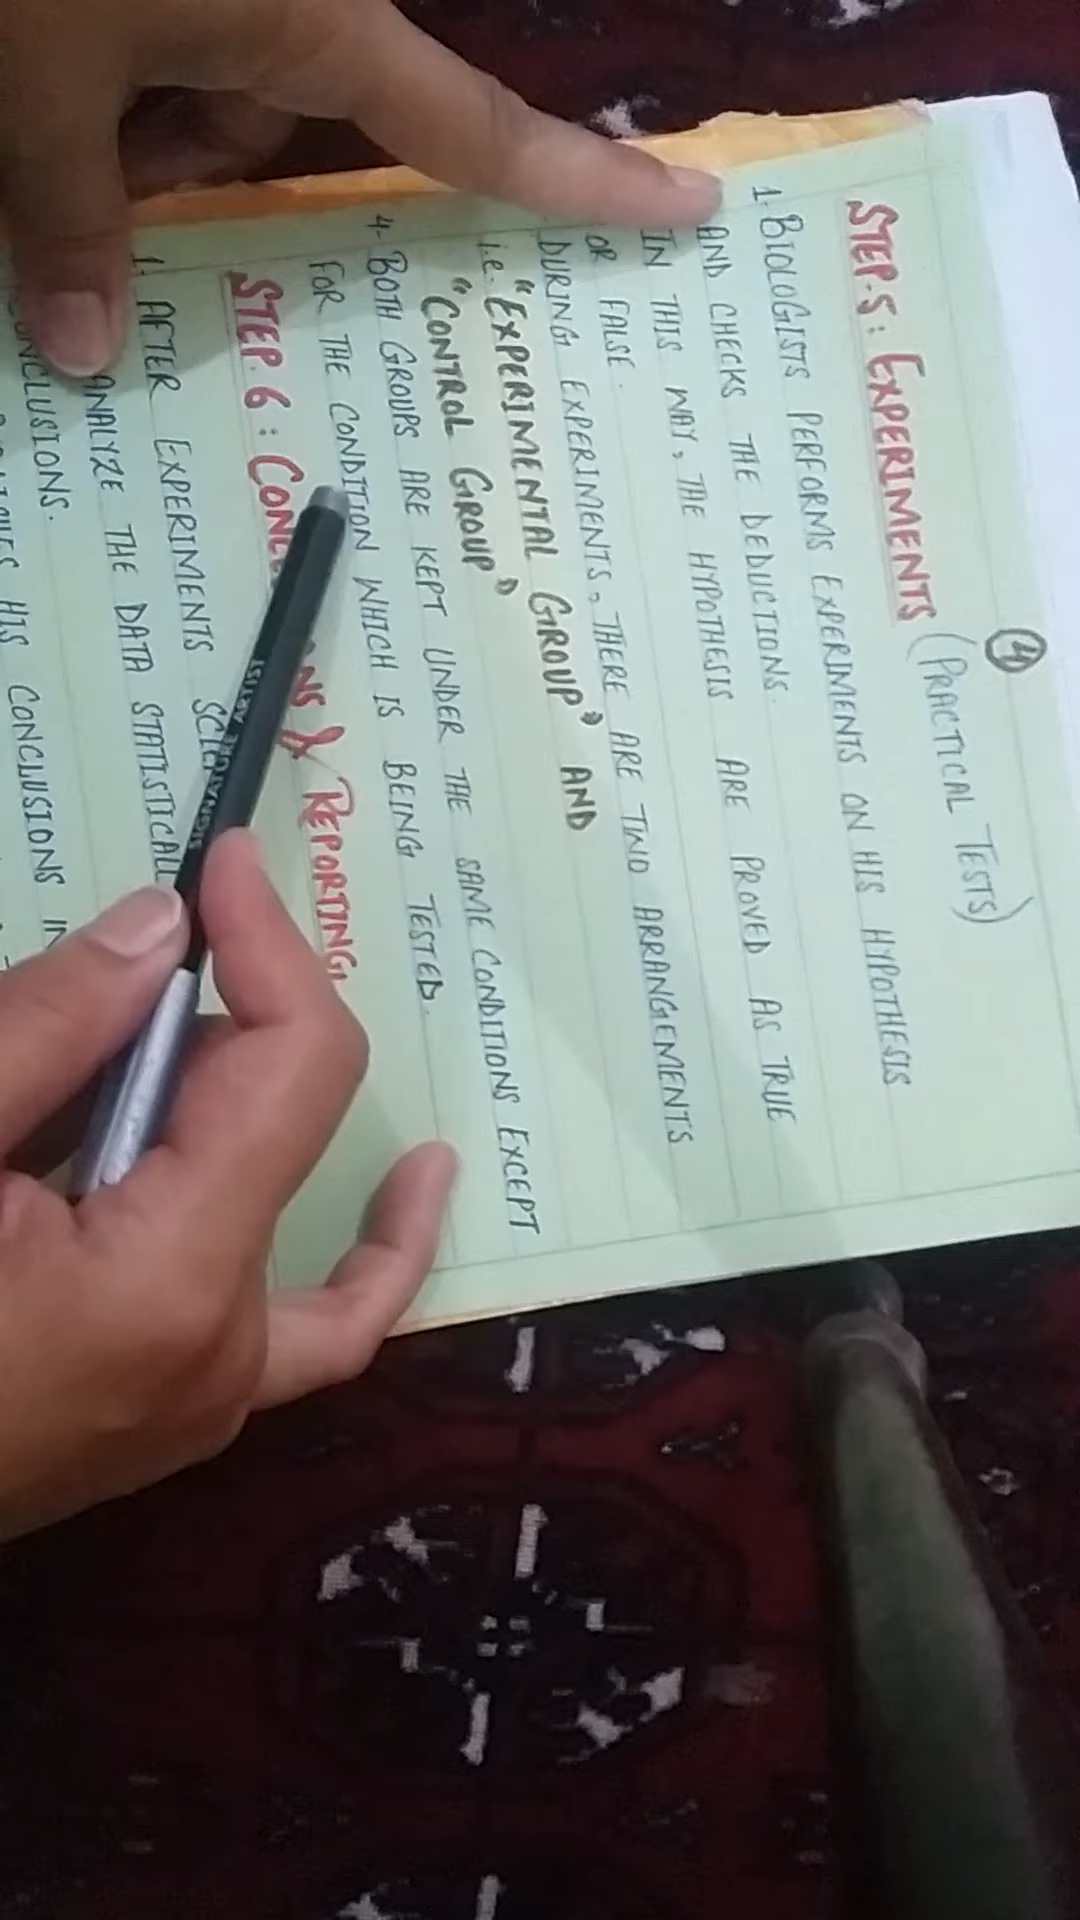 4
STEP.5: EXPERIMENTS (PRACTICAL TESTS)
1. BIOLOGISTS PERFORMS EXPERIMENTS ON HIS HYPOTHESIS
AND CHECKS THE DEDUCTIONS.
IN THIS WAY, THE HYPOTHESIS ARE PROVED AS TRUE
OR FALSE.
DURING EXPERIMENTS, THERE ARE TWO ARRANGEMENTS
i.e. "EXPERIMENTAL GROUP" AND
"CONTROL GROUP"
4. BOTH GROUPS ARE KEPT UNDER THE SAME CONDITIONS EXCEPT
FOR THE CONDITION WHICH IS BEING TESTED.
STEP.6: & REPORTING
1. AFTER EXPERIMENTS
ANALYZE THE DATA
CONCLUSIONS.
HIS CONCLUSIONS IN